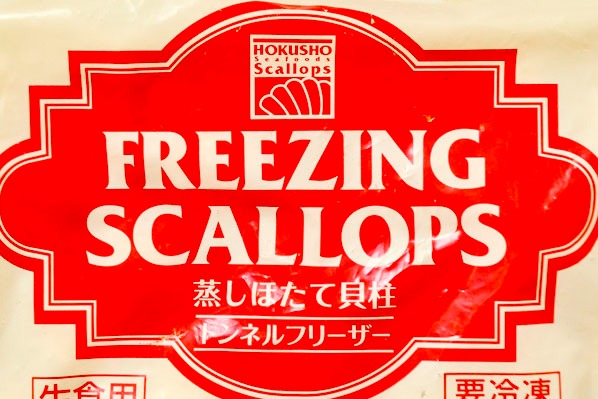 HOKUSHO
Seafoods
Scallops
FREEZING
SCALLOPS
蒸しほたて貝柱
トンネルフリーザー
生食用
要冷凍